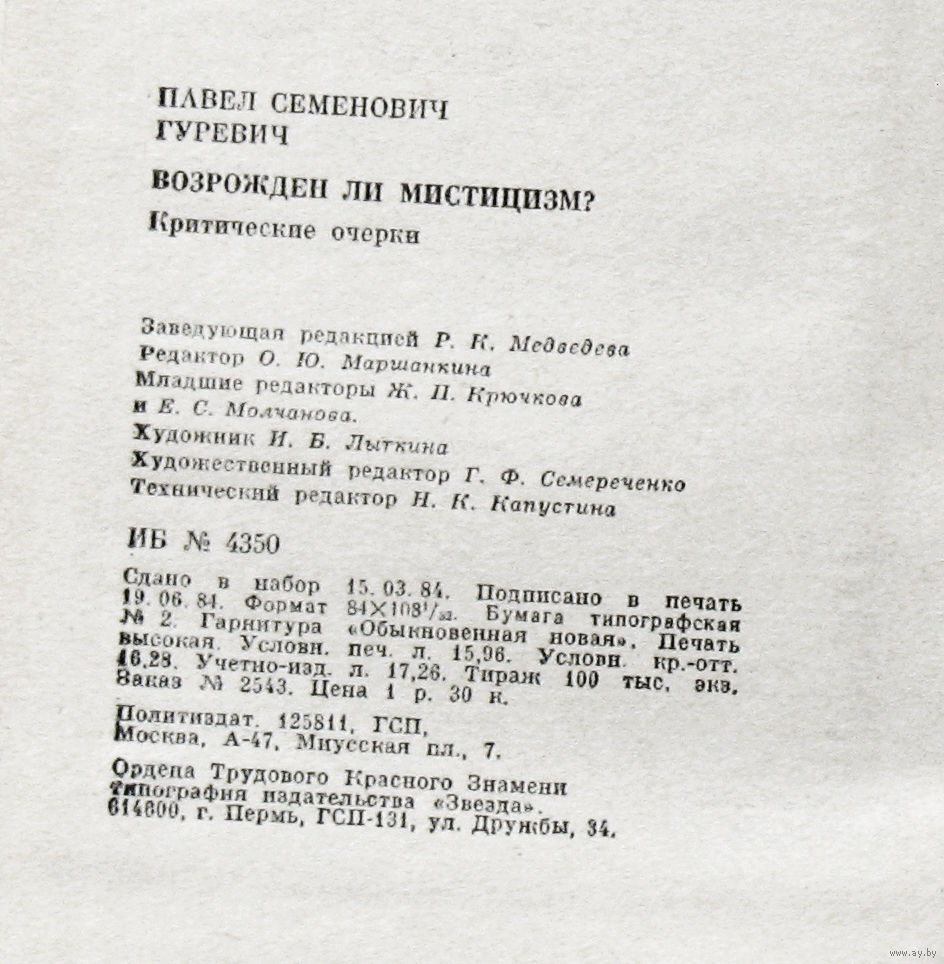 ПАВЕЛ СЕМЕНОВИЧ
ГУРЕВИЧ
ВОЗРОЖДЕН ЛИ МИСТИЦИЗМ?
Критические очерки
Заведующая редакцией Р. К. Медведева
Редактор О. Ю. Маршанкина
Младшие редакторы Ж. П. Крючкова
и Е. С. Молчанова.
Художник И. Б. Лыткина
Художественный редактор Г. Ф. Семереченко
Технический редактор Н. К. Капустина
ИБ № 4350
Сдано в набор 15.03.84. Подписано в печать
19.06.84. Формат 84×108¹/₃₂. Бумага типографская
№ 2. Гарнитура «Обыкновенная новая». Печать
высокая. Условн. печ. л. 15,96. Условн. кр.-отт.
16,28. Учетно-изд. л. 17,26. Тираж 100 тыс. экз.
Заказ № 2543. Цена 1 р. 30 к.
Политиздат. 125811, ГСП,
Москва, А-47, Миусская пл., 7.
Ордена Трудового Красного Знамени
типография издательства «Звезда».
614600, г. Пермь, ГСП-131, ул. Дружбы, 34.
www.ay.by